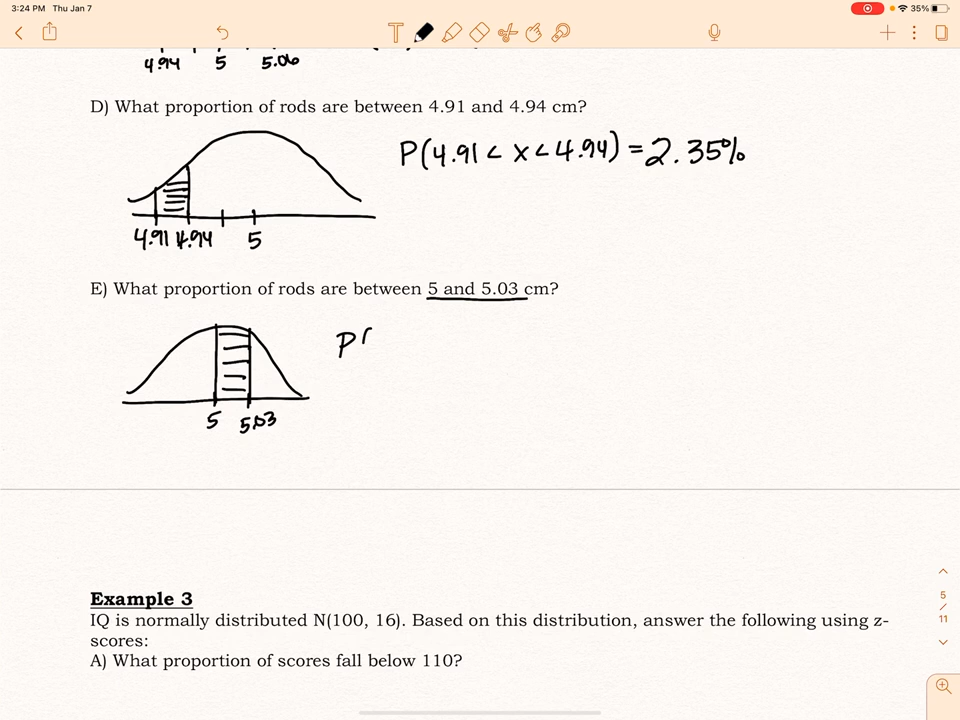 3:24 PM Thu Jan 7
35%
4.94 5 5.06
D) What proportion of rods are between 4.91 and 4.94 cm?
P(4.91 < x < 4.94) = 2.35%
4.91 4.94 5
E) What proportion of rods are between 5 and 5.03 cm?
P(
5 5.03
5
/
11
Example 3
IQ is normally distributed N(100, 16). Based on this distribution, answer the following using z-
scores:
A) What proportion of scores fall below 110?